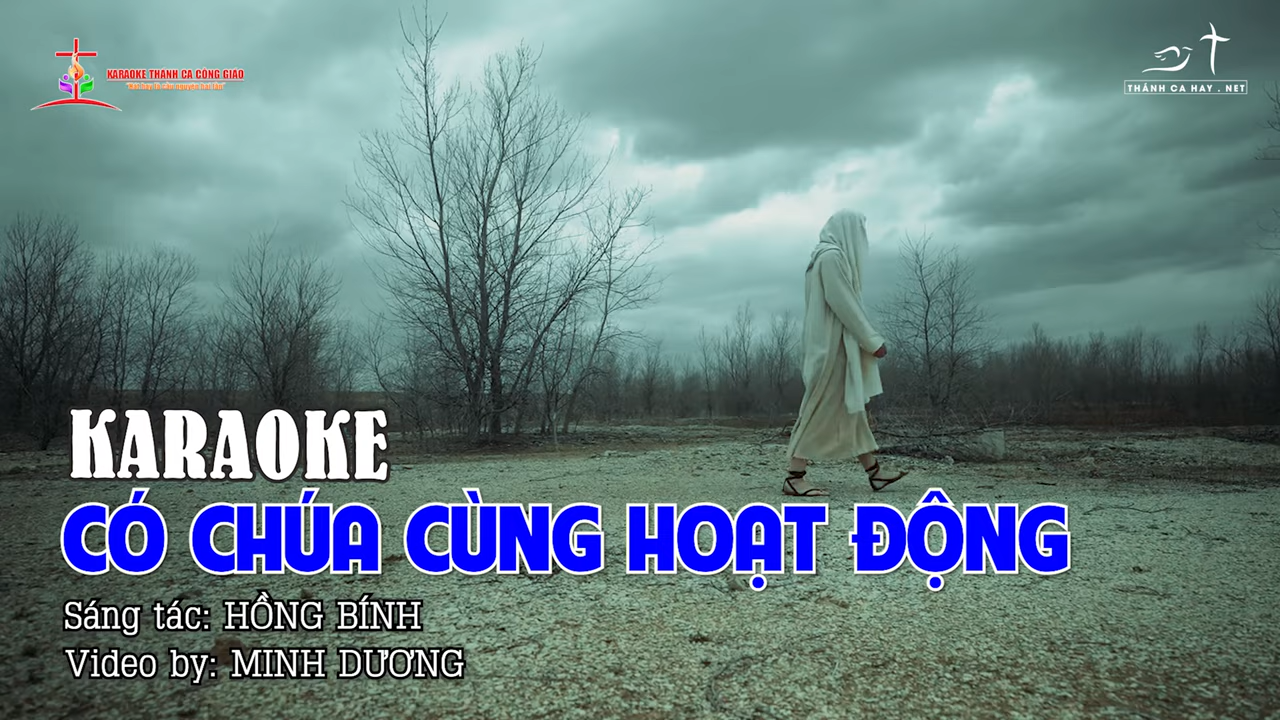 KARAOKE THÁNH CA CÔNG GIÁO
THÁNH CA HAY . NET
KARAOKE
CÓ CHÚA CÙNG HOẠT ĐỘNG
Sáng tác: HỒNG BÍNH
Video by: MINH DƯƠNG